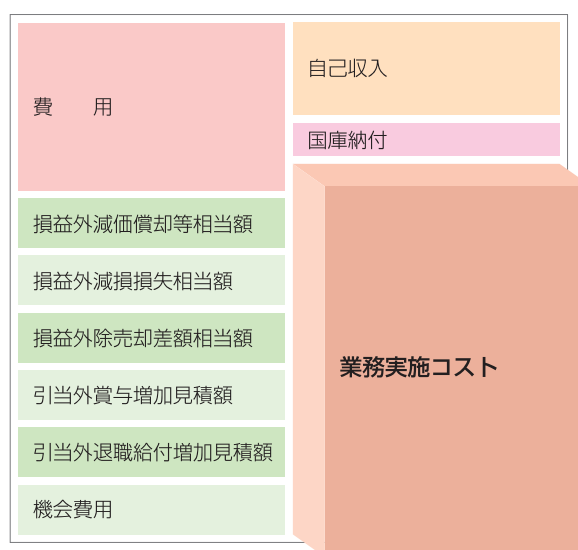 費　用
損益外減価償却等相当額
損益外減損損失相当額
損益外除売却差額相当額
引当外賞与増加見積額
引当外退職給付増加見積額
機会費用
自己収入
国庫納付
業務実施コスト